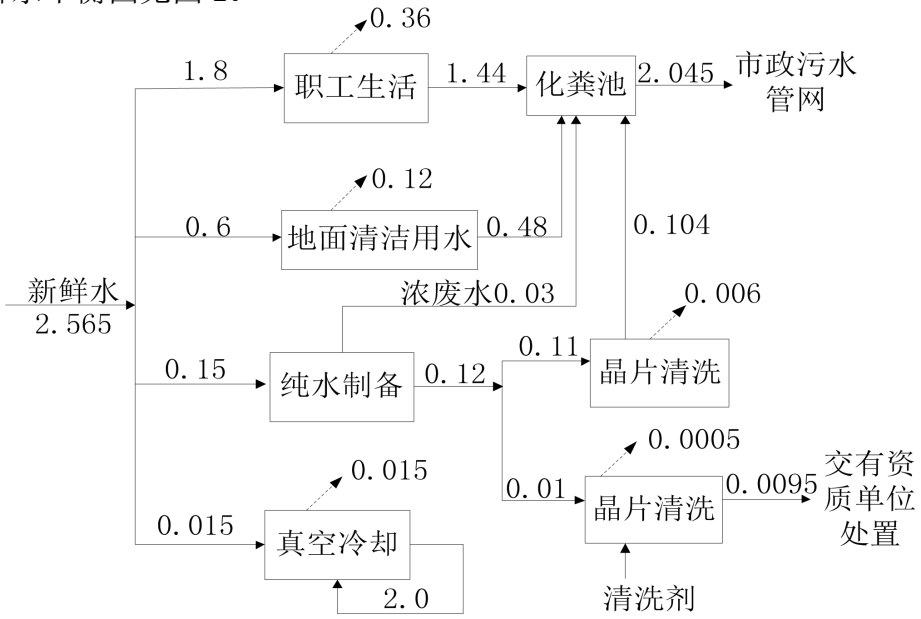 0.36
1.8
职工生活
1.44
化粪池
2.045
市政污水
管网
0.12
0.6
地面清洁用水
0.48
0.104
新鲜水
2.565
浓废水0.03
0.006
0.15
纯水制备
0.12
0.11
晶片清洗
0.0005
0.01
晶片清洗
0.0095
交有资
质单位
处置
清洗剂
0.015
0.015
真空冷却
2.0